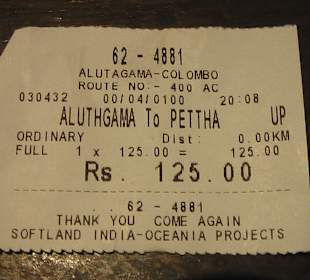 62 - 4881
ALUTAGAMA-COLOMBO
ROUTE NO:- 400 AC
030432 00/04/0100 20:08
ALUTHGAMA To PETTHA UP
ORDINARY Dist: 0.00KM
FULL 1 x 125.00 = 125.00
Rs. 125.00
62 - 4881
THANK YOU COME AGAIN
SOFTLAND INDIA-OCEANIA PROJECTS